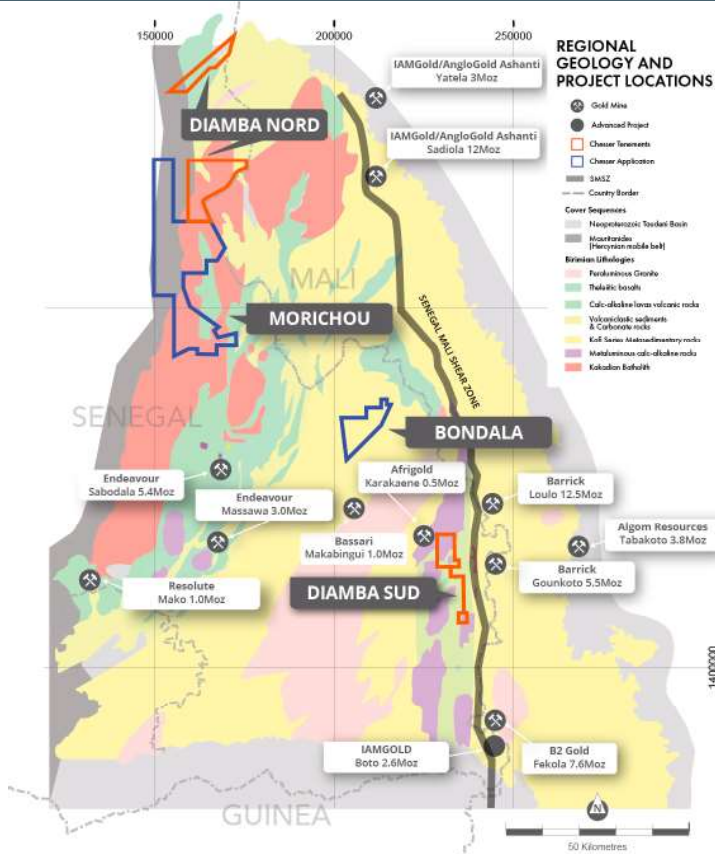 150000
200000
250000
REGIONAL
GEOLOGY AND
PROJECT LOCATIONS
Gold Mine
Advanced Project
Chesser Tenements
Chesser Application
SMSZ
Country Border
Cover Sequences
Neoproterozoic Taudeni Basin
Mauritanides
(Hercynian mobile belt)
Birimian Lithologies
Peraluminous Granite
Theleitic basalts
Calc-alkaline lavas volcanic rocks
Volcaniclastic sediments
& Carbonate rocks
Kofi Series Metasedimentary rocks
Metaluminous calc-alkaline rocks
Kakadian Batholith
IAMGold/AngloGold Ashanti
Yatela 3Moz
DIAMBA NORD
IAMGold/AngloGold Ashanti
Sadiola 12Moz
MALI
MORICHOU
SENEGAL MALI SHEAR ZONE
SENEGAL
BONDALA
Endeavour
Sabodala 5.4Moz
Afrigold
Karakaene 0.5Moz
Barrick
Loulo 12.5Moz
Endeavour
Massawa 3.0Moz
Algom Resources
Tabakoto 3.8Moz
Bassari
Makabingui 1.0Moz
Barrick
Gounkoto 5.5Moz
Resolute
Mako 1.0Moz
DIAMBA SUD
1400000
IAMGOLD
Boto 2.6Moz
B2 Gold
Fekola 7.6Moz
GUINEA
N
50 Kilometres